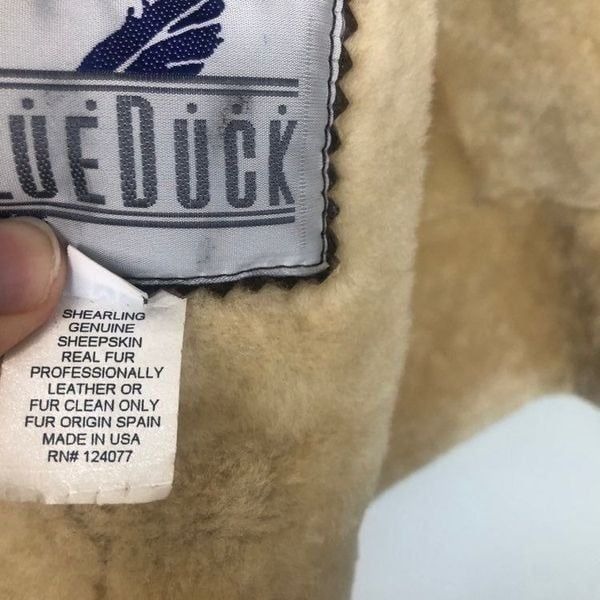 LUEDUCK
SHEARLING
GENUINE
SHEEPSKIN
REAL FUR
PROFESSIONALLY
LEATHER OR
FUR CLEAN ONLY
FUR ORIGIN SPAIN
MADE IN USA
RN# 124077